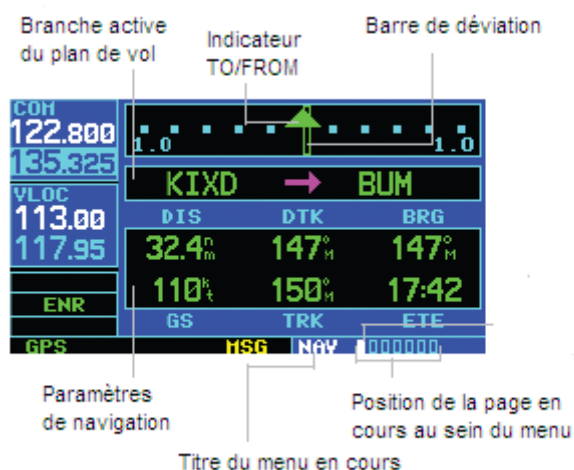 Branche active
du plan de vol
Indicateur
TO/FROM
Barre de déviation
COM
122.800
135.325
1.0 1.0
KIXD → BUM
VLOC
113.00
117.95
DIS DTK BRG
32.4nm 147°M 147°M
110kt 150°M 17:42
ENR
GS TRK ETE
GPS MSG NAV
Paramètres
de navigation
Position de la page en
cours au sein du menu
Titre du menu en cours